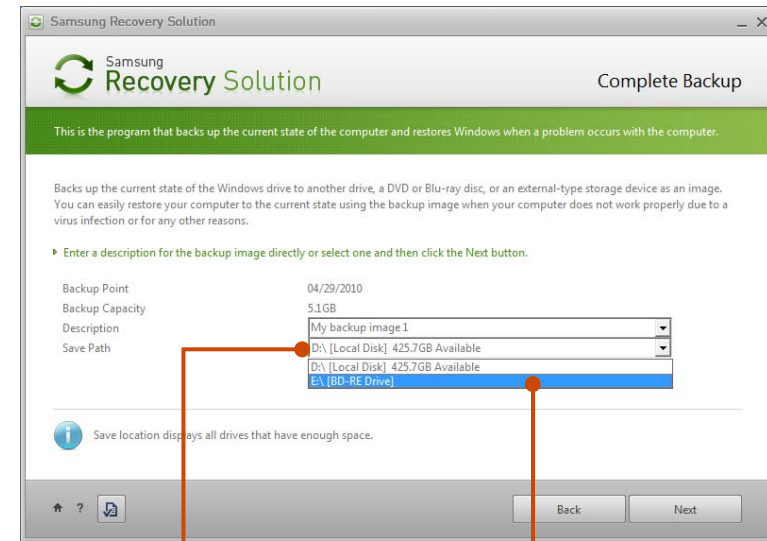 Samsung Recovery Solution
Samsung
Recovery Solution
Complete Backup
This is the program that backs up the current state of the computer and restores Windows when a problem occurs with the computer.
Backs up the current state of the Windows drive to another drive, a DVD or Blu-ray disc, or an external-type storage device as an image.
You can easily restore your computer to the current state using the backup image when your computer does not work properly due to a
virus infection or for any other reasons.
Enter a description for the backup image directly or select one and then click the Next button.
Backup Point 04/29/2010
Backup Capacity 5.1GB
Description My backup image 1
Save Path D:\ [Local Disk] 425.7GB Available
D:\ [Local Disk] 425.7GB Available
E:\ [BD-RE Drive]
Save location displays all drives that have enough space.
? Back Next